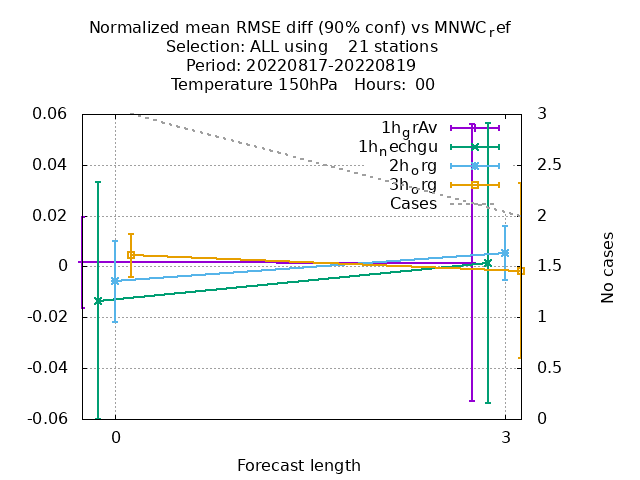 Normalized mean RMSE diff (90% conf) vs MNWC_ref
Selection: ALL using    21 stations
Period: 20220817-20220819
Temperature 150hPa   Hours:  00
0.06
0.04
0.02
0
-0.02
-0.04
-0.06
3
2.5
2
1.5
1
0.5
0
1h_grAv
1h_nechgu
2h_org
3h_org
Cases
No cases
0
3
Forecast length